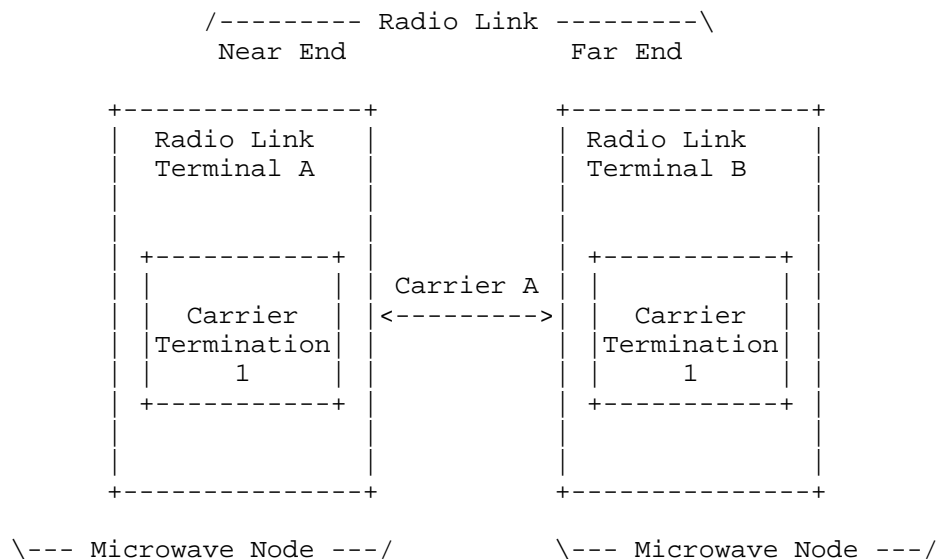 /--------- Radio Link ---------\
Near End Far End
Radio Link Radio Link
Terminal A Terminal B
Carrier A
Carrier <---------> Carrier
Termination Termination
1 1
\--- Microwave Node ---/ \--- Microwave Node ---/